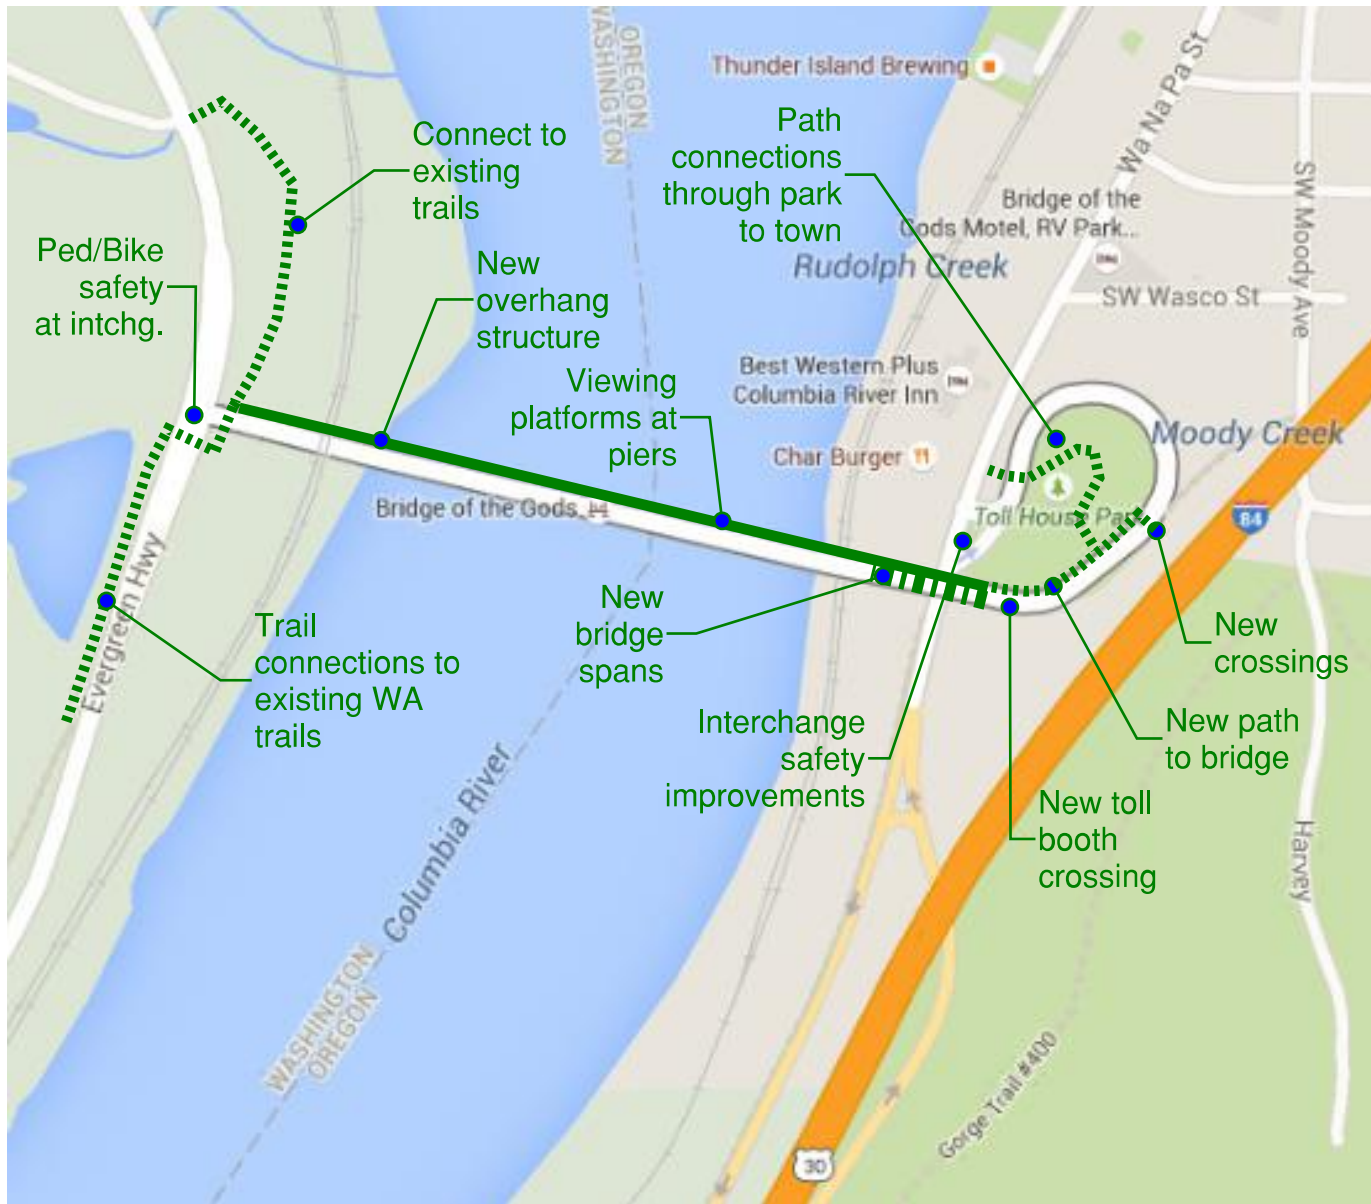 OREGON
WASHINGTON
Thunder Island Brewing
Wa Na Pa St
Path
connections
through park
to town
Connect to
existing
trails
SW Moody Ave
Bridge of the
Gods Motel, RV Park...
Ped/Bike
safety
at intchg.
New
overhang
structure
Rudolph Creek
SW Wasco St
Best Western Plus
Columbia River Inn
Viewing
platforms at
piers
Moody Creek
Char Burger
Bridge of the Gods
Toll House Park
84
Evergreen Hwy
New
bridge
spans
Trail
connections to
existing WA
trails
New
crossings
Interchange
safety
improvements
New path
to bridge
New toll
booth
crossing
Columbia River
Harvey
WASHINGTON
OREGON
Gorge Trail #400
30